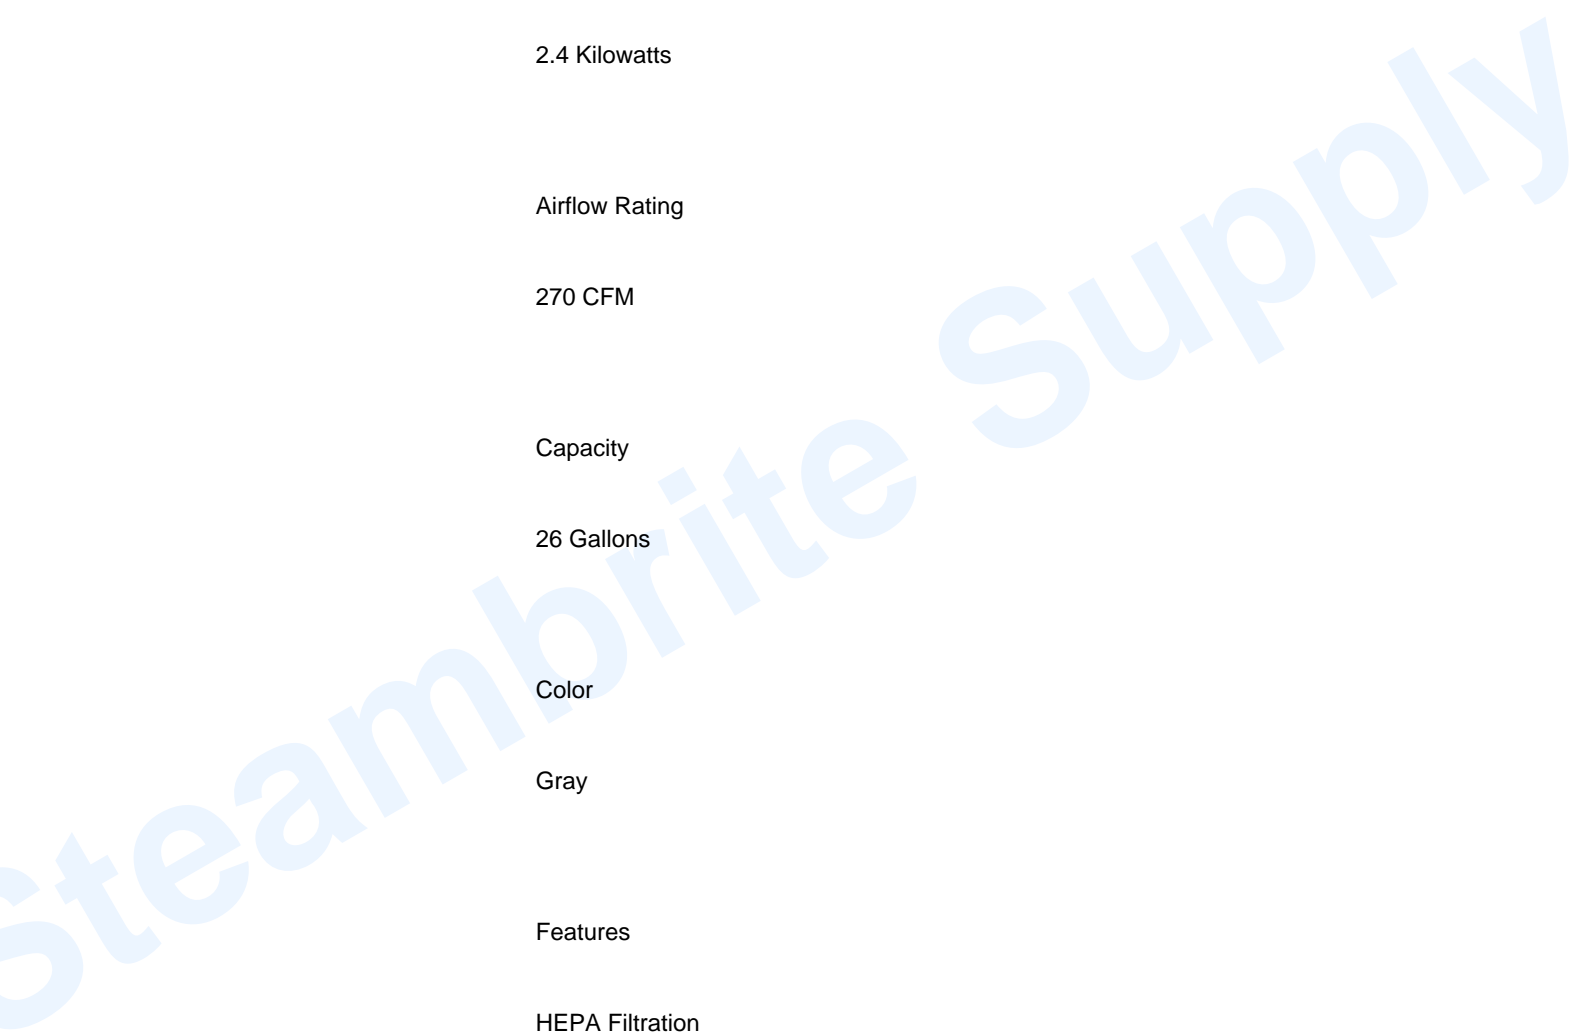 2.4 Kilowatts
Airflow Rating
270 CFM
Capacity
26 Gallons
Color
Gray
Features
HEPA Filtration
Steambrite Supply